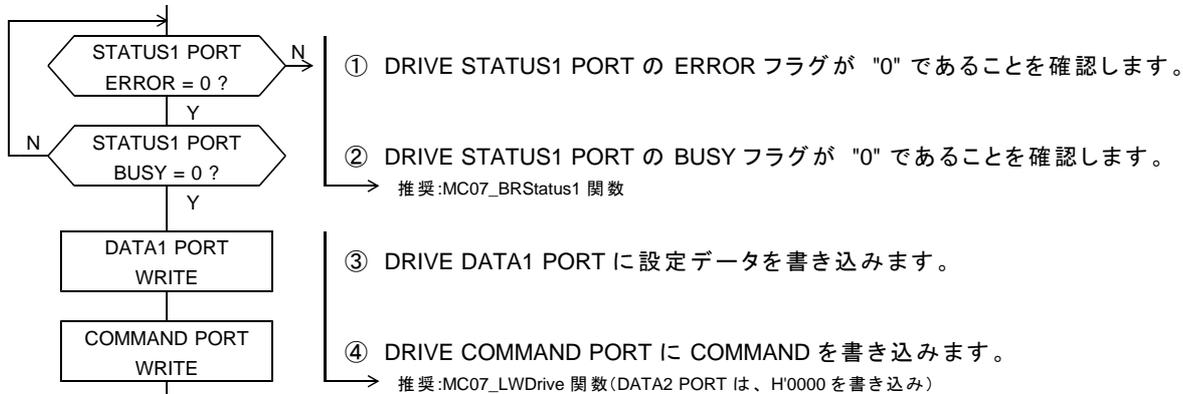 STATUS1 PORT
ERROR = 0 ?
N
① DRIVE STATUS1 PORT の ERROR フラグが "0" であることを確認します。
Y
N
STATUS1 PORT
BUSY = 0 ?
② DRIVE STATUS1 PORT の BUSY フラグが "0" であることを確認します。
推奨:MC07_BRStatus1 関数
Y
DATA1 PORT
WRITE
③ DRIVE DATA1 PORT に設定データを書き込みます。
COMMAND PORT
WRITE
④ DRIVE COMMAND PORT に COMMAND を書き込みます。
推奨:MC07_LWDrive 関数(DATA2 PORT は、H'0000 を書き込み)